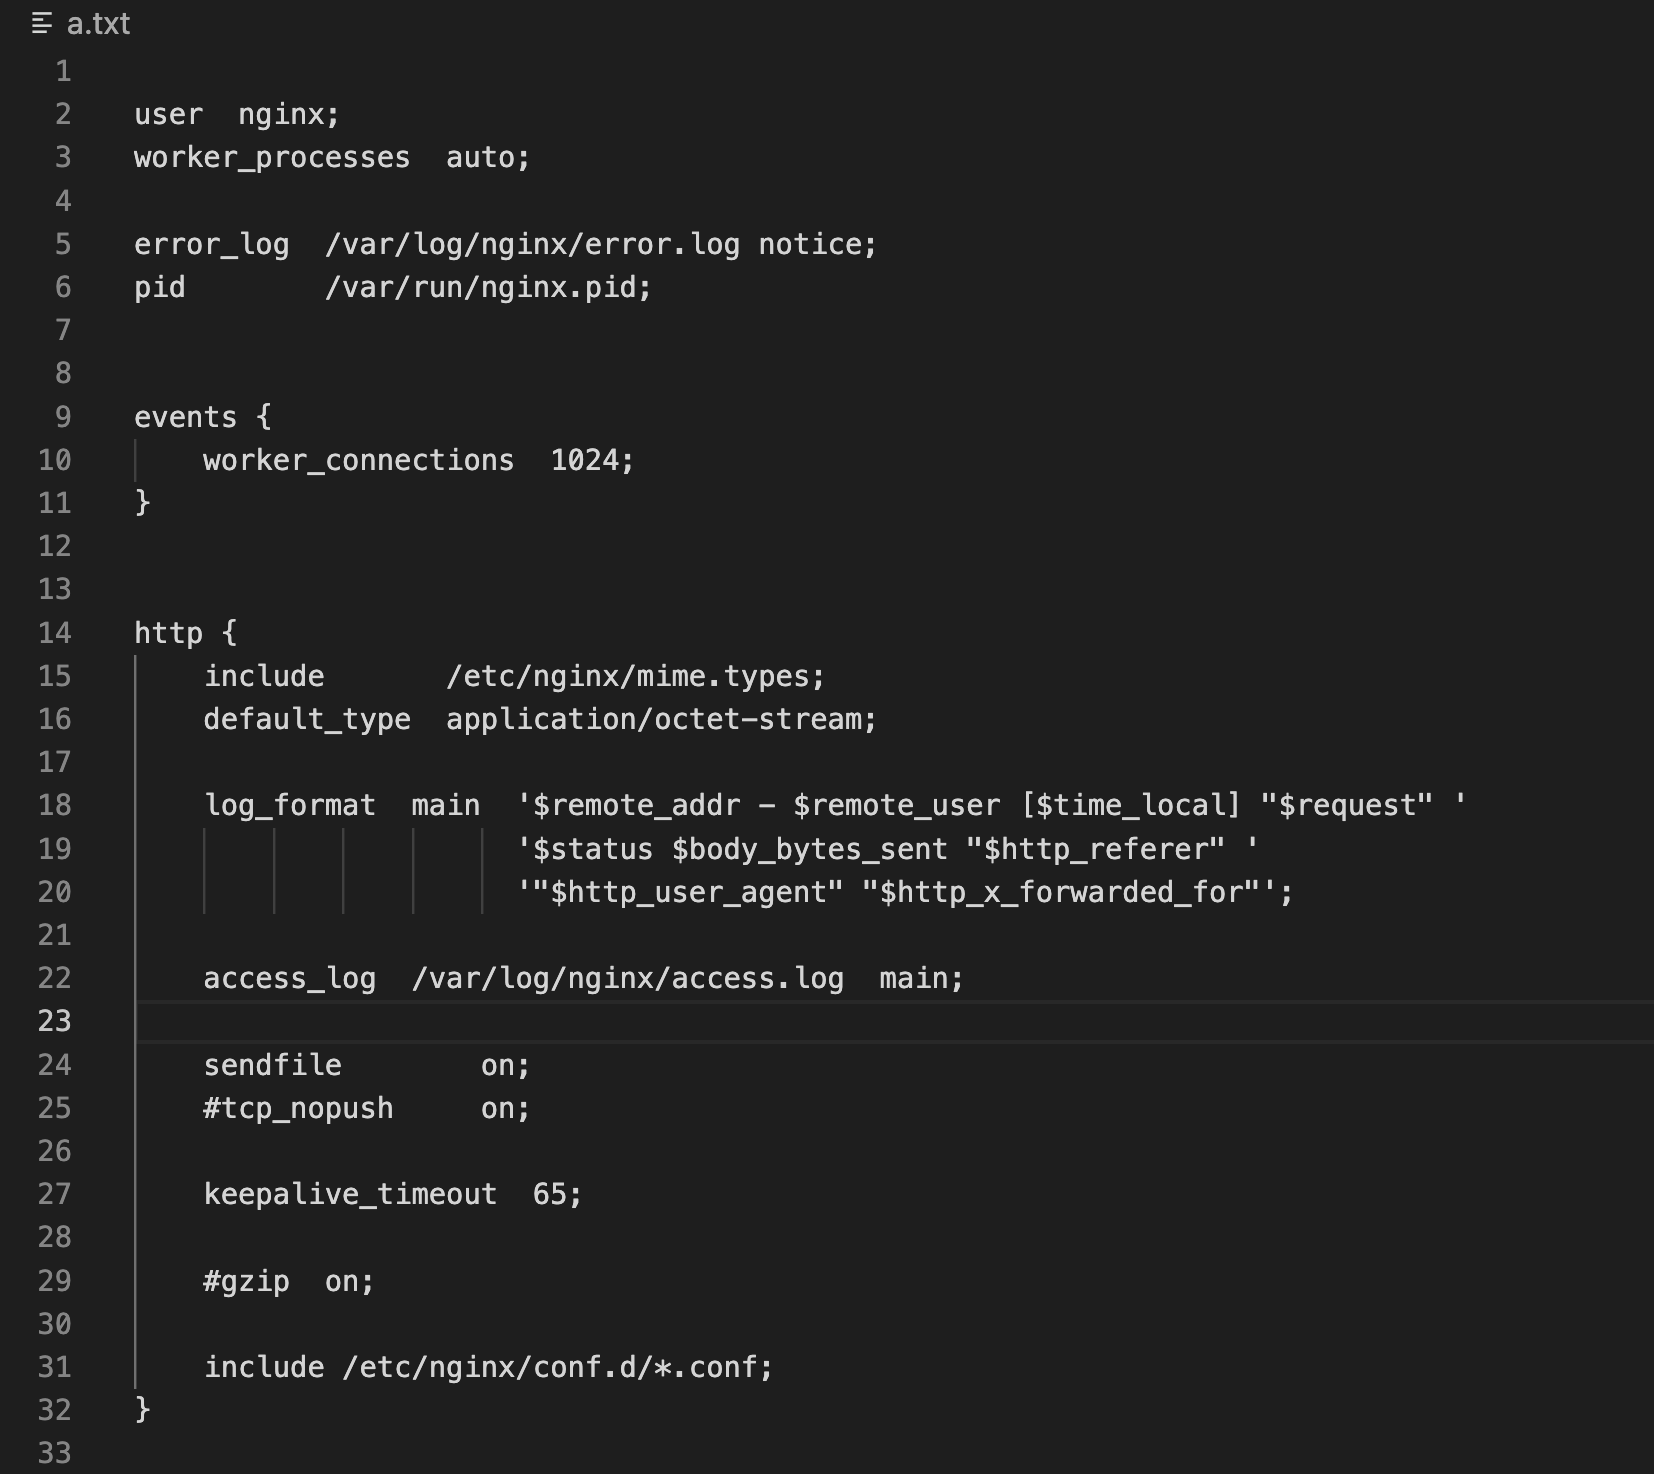 a.txt
1
2 user  nginx;
3 worker_processes  auto;
4
5 error_log  /var/log/nginx/error.log notice;
6 pid        /var/run/nginx.pid;
7
8
9 events {
10     worker_connections  1024;
11 }
12
13
14 http {
15     include       /etc/nginx/mime.types;
16     default_type  application/octet-stream;
17
18     log_format  main  '$remote_addr - $remote_user [$time_local] "$request" '
19                       '$status $body_bytes_sent "$http_referer" '
20                       '"$http_user_agent" "$http_x_forwarded_for"';
21
22     access_log  /var/log/nginx/access.log  main;
23
24     sendfile        on;
25     #tcp_nopush     on;
26
27     keepalive_timeout  65;
28
29     #gzip  on;
30
31     include /etc/nginx/conf.d/*.conf;
32 }
33